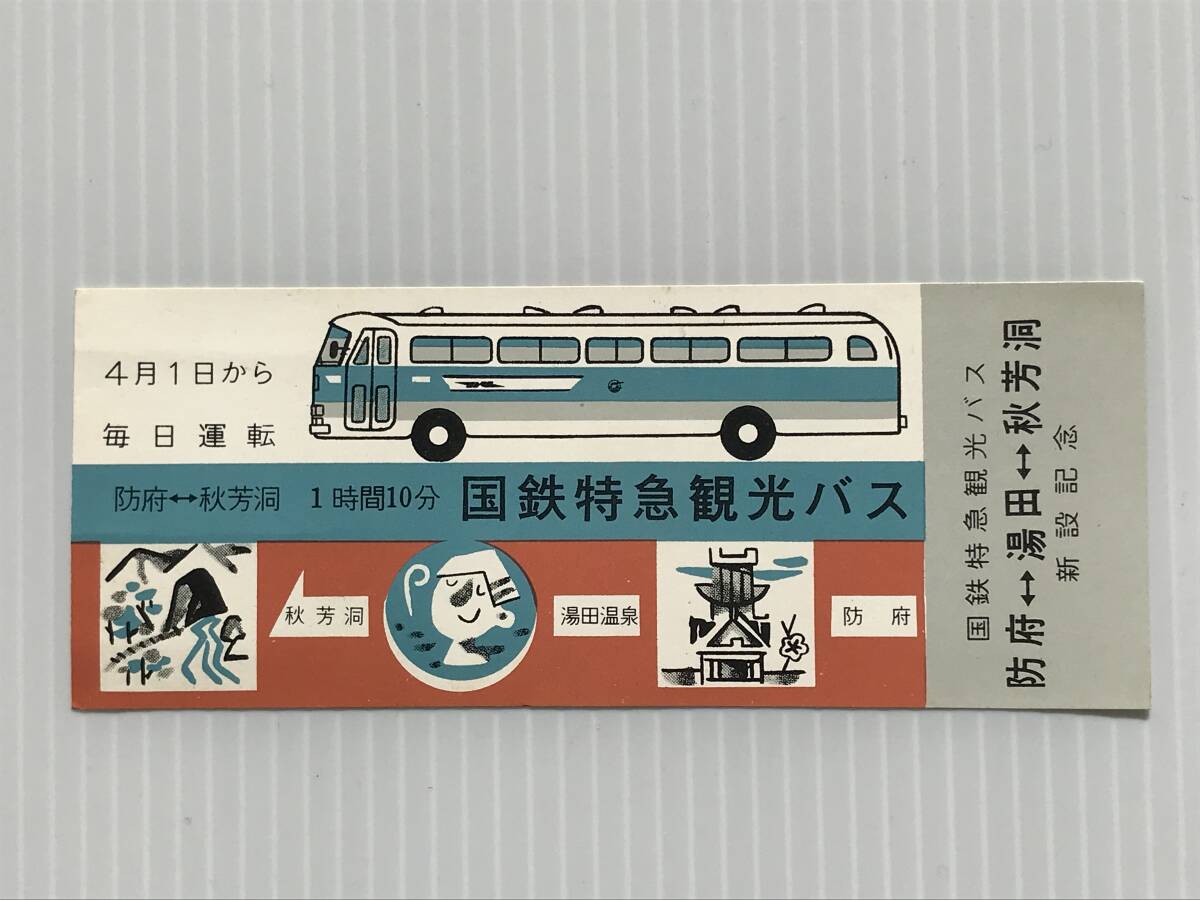 4月1日から
毎日運転
防府↔秋芳洞 1時間10分 国鉄特急観光バス
秋芳洞 湯田温泉 防府
国鉄特急観光バス
防府↔湯田↔秋芳洞
新設記念